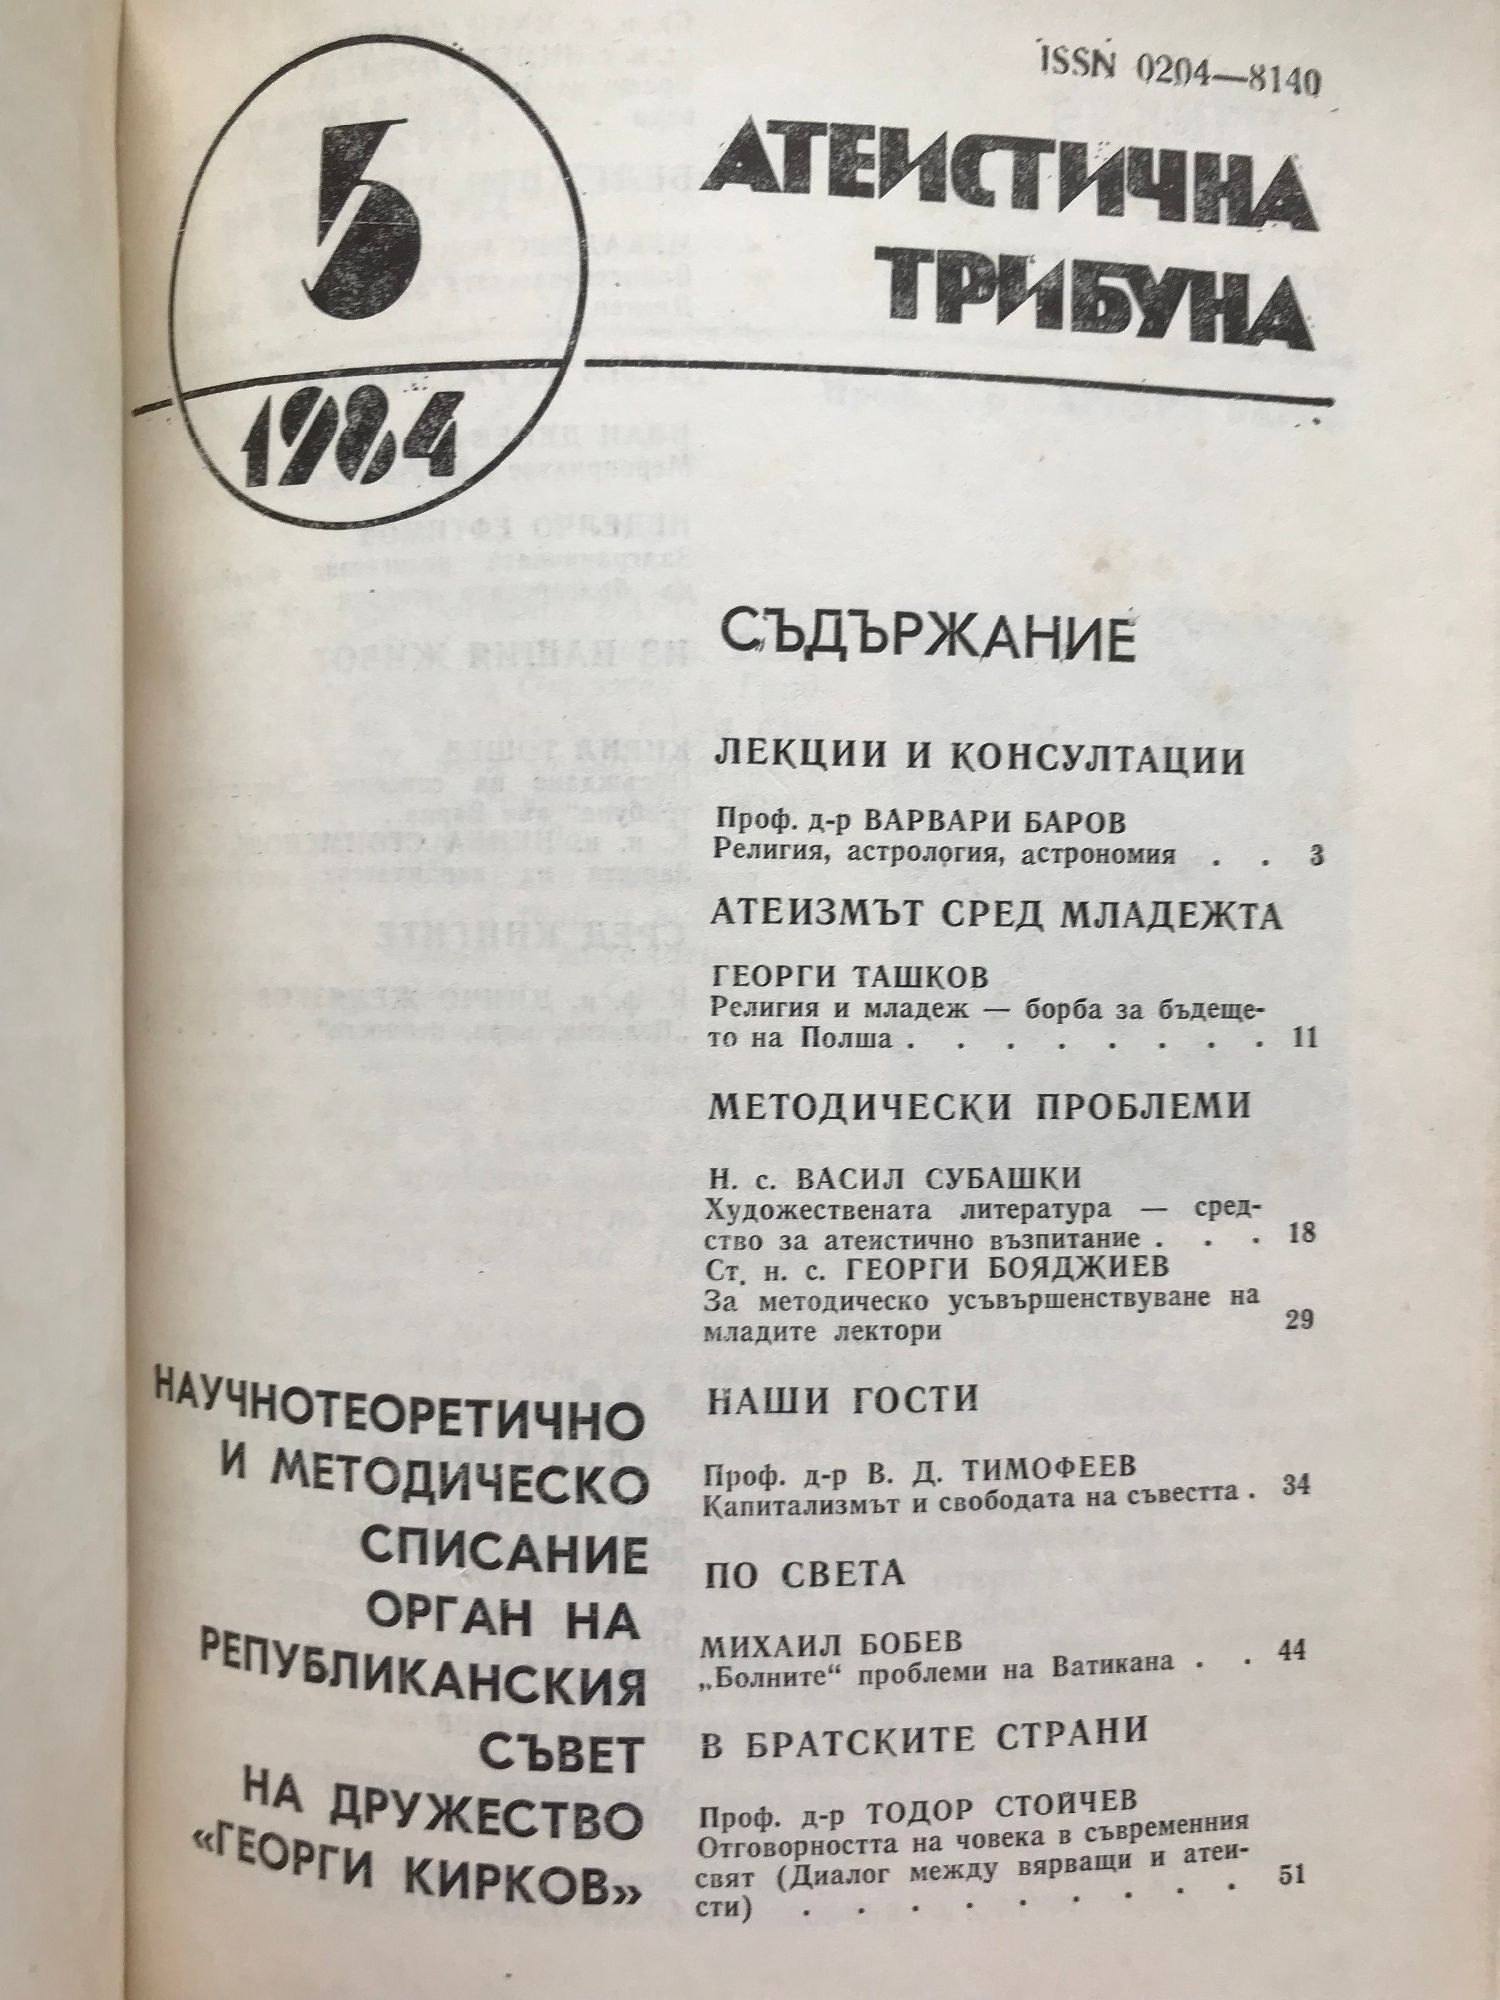 ISSN 0204—8140
5
1984
АТЕИСТИЧНА
ТРИБУНА
СЪДЪРЖАНИЕ
ЛЕКЦИИ И КОНСУЛТАЦИИ
Проф. д-р ВАРВАРИ БАРОВ
Религия, астрология, астрономия . . 3
АТЕИЗМЪТ СРЕД МЛАДЕЖТА
ГЕОРГИ ТАШКОВ
Религия и младеж — борба за бъдеще-
то на Полша . . . . . . . . 11
МЕТОДИЧЕСКИ ПРОБЛЕМИ
Н. с. ВАСИЛ СУБАШКИ
Художествената литература — сред-
ство за атеистично възпитание . . . 18
Ст. н. с. ГЕОРГИ БОЯДЖИЕВ
За методическо усъвършенствуване на
младите лектори 29
НАШИ ГОСТИ
Проф. д-р В. Д. ТИМОФЕЕВ
Капитализмът и свободата на съвестта . 34
ПО СВЕТА
МИХАИЛ БОБЕВ
„Болните“ проблеми на Ватикана . . 44
В БРАТСКИТЕ СТРАНИ
Проф. д-р ТОДОР СТОЙЧЕВ
Отговорността на човека в съвременния
свят (Диалог между вярващи и атеи-
сти) . . . . . . . . . 51
НАУЧНОТЕОРЕТИЧНО
И МЕТОДИЧЕСКО
СПИСАНИЕ
ОРГАН НА
РЕПУБЛИКАНСКИЯ
СЪВЕТ
НА ДРУЖЕСТВО
«ГЕОРГИ КИРКОВ»